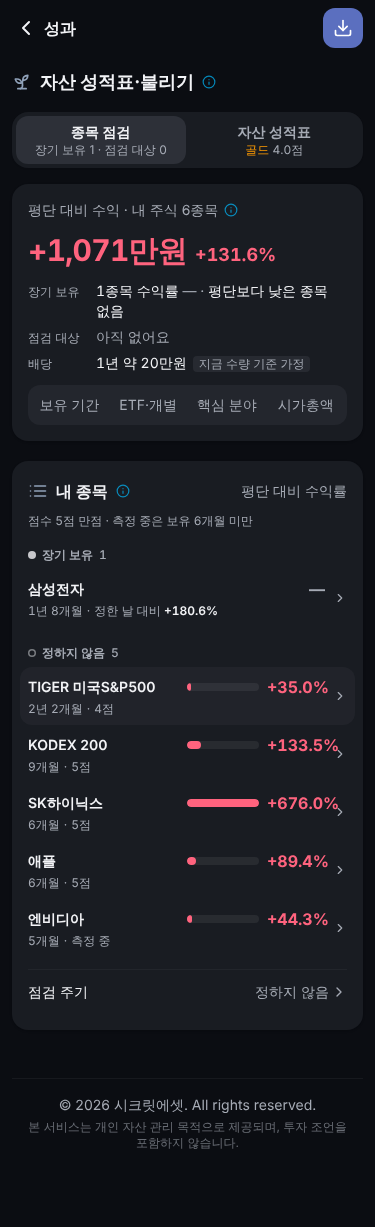 성과
자산 성적표·불리기
종목 점검
장기 보유 1 · 점검 대상 0
자산 성적표
골드 4.0점
평단 대비 수익 · 내 주식 6종목
+1,071만원 +131.6%
장기 보유 1종목 수익률 — · 평단보다 낮은 종목
없음
점검 대상 아직 없어요
배당 1년 약 20만원 지금 수량 기준 가정
보유 기간 ETF·개별 핵심 분야 시가총액
내 종목 평단 대비 수익률
점수 5점 만점 · 측정 중은 보유 6개월 미만
장기 보유 1
삼성전자 —
1년 8개월 · 정한 날 대비 +180.6%
정하지 않음 5
TIGER 미국S&P500 +35.0%
2년 2개월 · 4점
KODEX 200 +133.5%
9개월 · 5점
SK하이닉스 +676.0%
6개월 · 5점
애플 +89.4%
6개월 · 5점
엔비디아 +44.3%
5개월 · 측정 중
점검 주기 정하지 않음
© 2026 시크릿에셋. All rights reserved.
본 서비스는 개인 자산 관리 목적으로 제공되며, 투자 조언을
포함하지 않습니다.